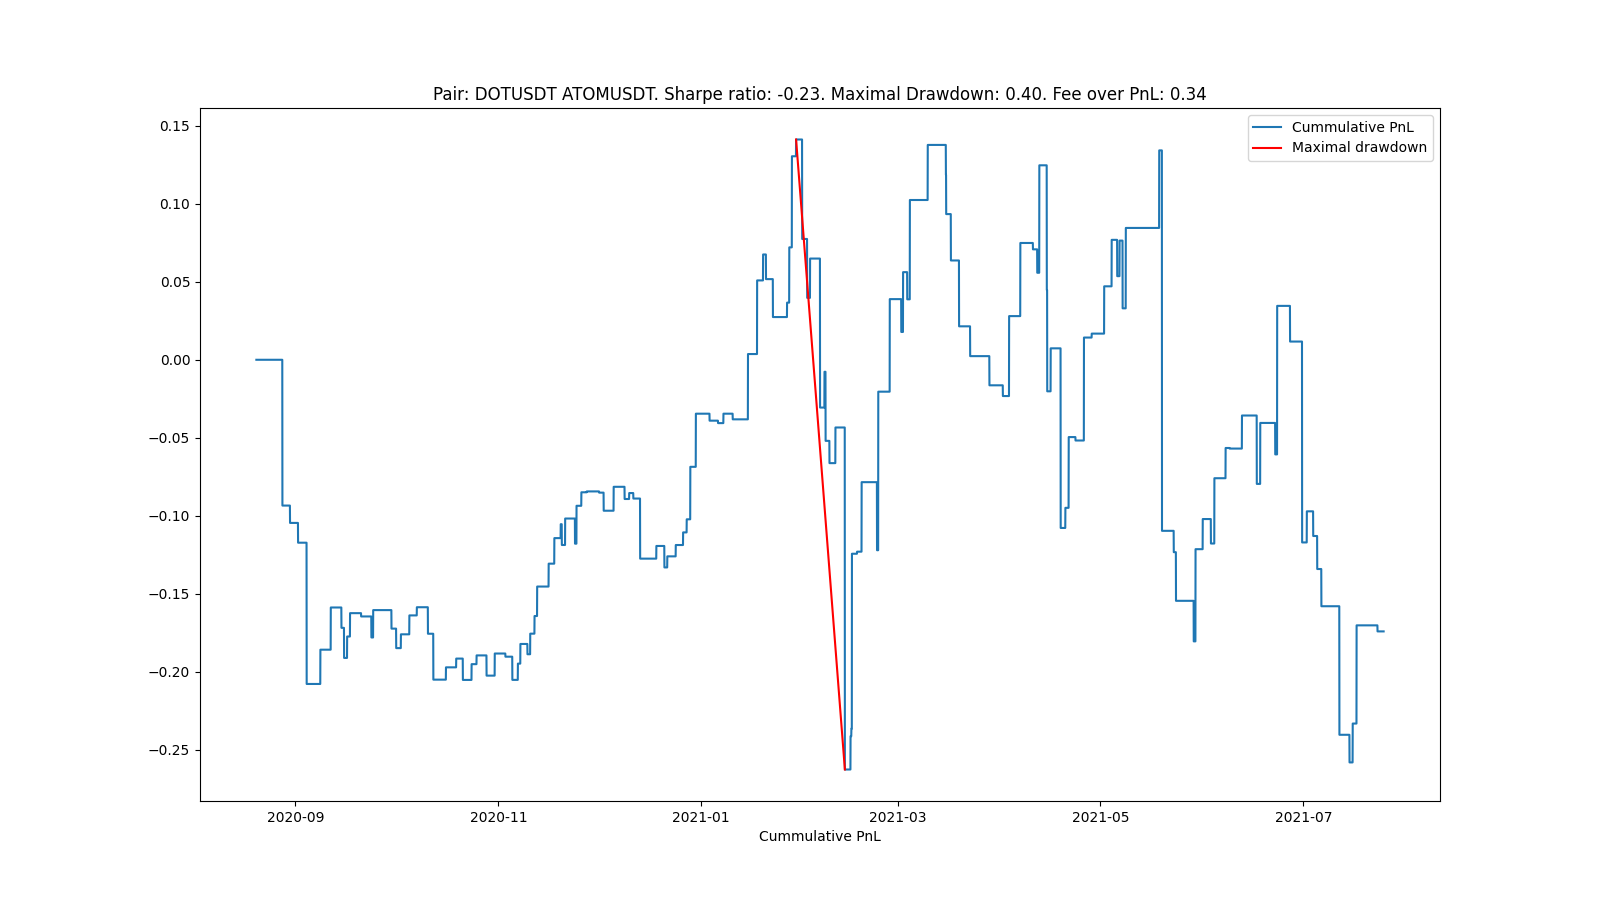 Pair: DOTUSDT ATOMUSDT. Sharpe ratio: -0.23. Maximal Drawdown: 0.40. Fee over PnL: 0.34
Cummulative PnL
Maximal drawdown
0.15
0.10
0.05
0.00
−0.05
−0.10
−0.15
−0.20
−0.25
2020-09 2020-11 2021-01 2021-03 2021-05 2021-07
Cummulative PnL